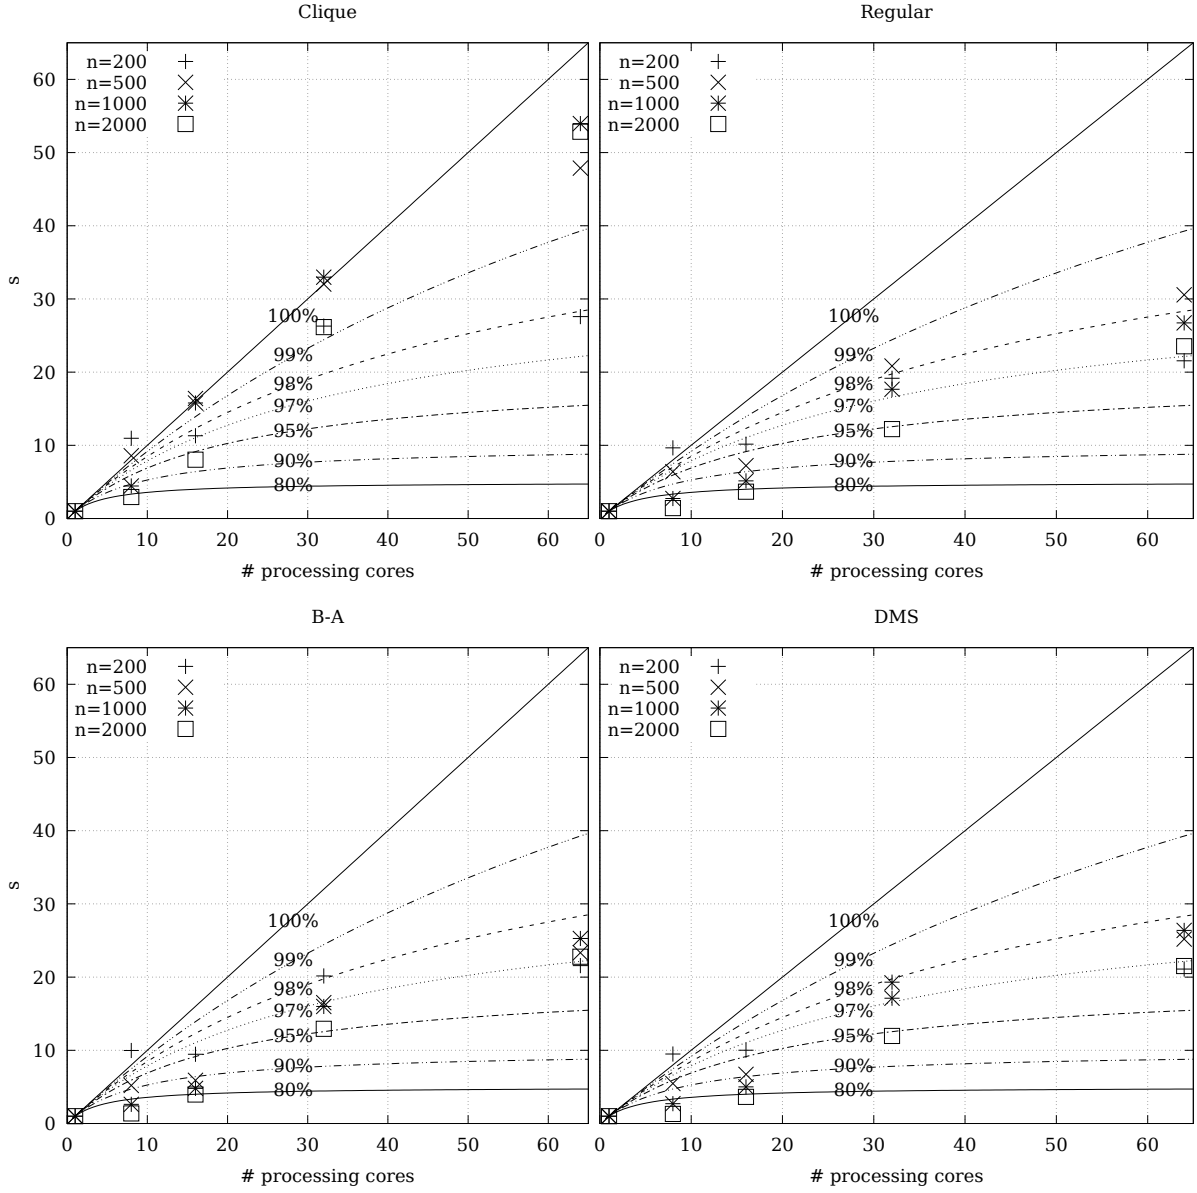 Clique
60
50
40
30
20
10
0
s
n=200
n=500
n=1000
n=2000
100%
99%
98%
97%
95%
90%
80%
0 10 20 30 40 50 60
# processing cores
Regular
n=200
n=500
n=1000
n=2000
100%
99%
98%
97%
95%
90%
80%
0 10 20 30 40 50 60
# processing cores
B-A
60
50
40
30
20
10
0
s
n=200
n=500
n=1000
n=2000
100%
99%
98%
97%
95%
90%
80%
0 10 20 30 40 50 60
# processing cores
DMS
n=200
n=500
n=1000
n=2000
100%
99%
98%
97%
95%
90%
80%
0 10 20 30 40 50 60
# processing cores